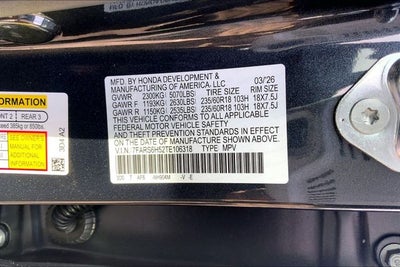 MFD. BY HONDA DEVELOPMENT &
MANUFACTURING OF AMERICA, LLC 03/26
GVWR 2300KG( 5070LBS) TIRE SIZE RIM SIZE
GAWR F 1193KG( 2630LBS) 235/60R18 103H 18X7.5J
GAWR R 1150KG( 2535LBS) 235/60R18 103H 18X7.5J
THIS VEHICLE CONFORMS TO ALL APPLICABLE
FEDERAL MOTOR VEHICLE SAFETY
AND THEFT PREVENTION STANDARDS IN EFFECT ON
THE DATE OF MANUFACTURE SHOWN ABOVE.
V.I.N. 7FARS6H52TE106318 TYPE MPV
-V -E
FORMATION
REAR 3
MANUAL FOR
ADDITIONAL
INFORMATION